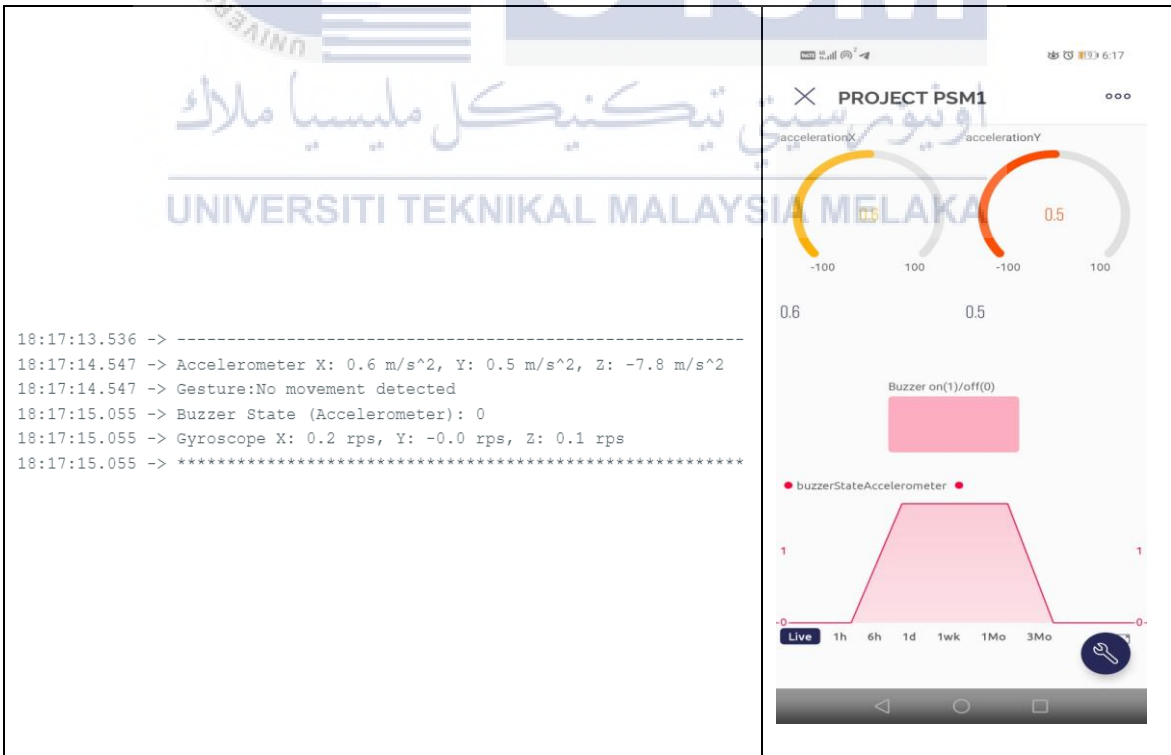 اونيۏرسيتي تيكنيكل مليسيا ملاك
UNIVERSITI TEKNIKAL MALAYSIA MELAKA
18:17:13.536 -> ---------------------------------------------------------
18:17:14.547 -> Accelerometer X: 0.6 m/s^2, Y: 0.5 m/s^2, Z: -7.8 m/s^2
18:17:14.547 -> Gesture:No movement detected
18:17:15.055 -> Buzzer State (Accelerometer): 0
18:17:15.055 -> Gyroscope X: 0.2 rps, Y: -0.0 rps, Z: 0.1 rps
18:17:15.055 -> *********************************************************
6:17
PROJECT PSM1
accelerationX accelerationY
0.6 0.5
-100 100 -100 100
0.6 0.5
Buzzer on(1)/off(0)
buzzerStateAccelerometer
1 1
0 0
Live 1h 6h 1d 1wk 1Mo 3Mo